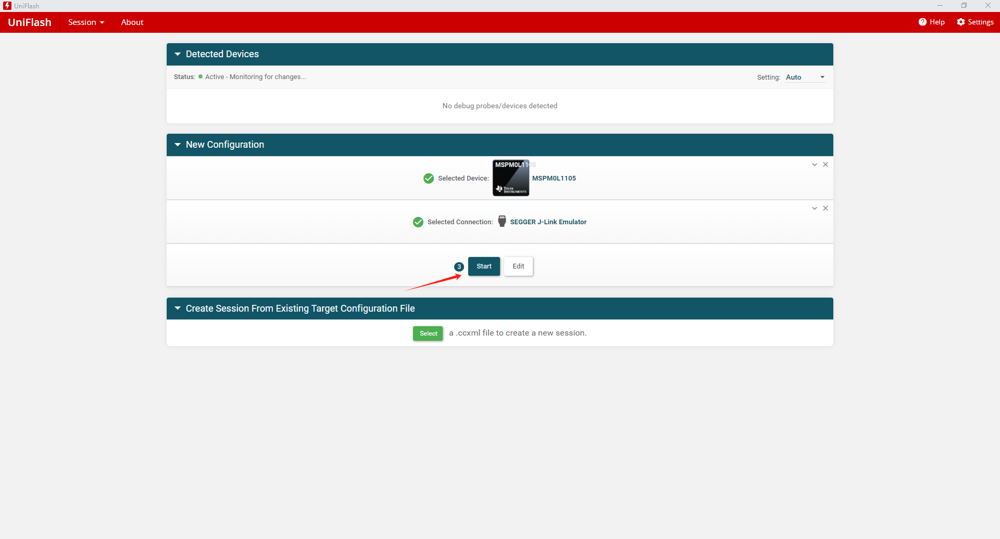 UniFlash
UniFlash Session About Help Settings
Detected Devices
Status: Active - Monitoring for changes... Setting: Auto
No debug probes/devices detected
New Configuration
MSPM0L1105
Selected Device: MSPM0L1105
TEXAS
INSTRUMENTS
Selected Connection: SEGGER J-Link Emulator
3 Start Edit
Create Session From Existing Target Configuration File
Select a .ccxml file to create a new session.